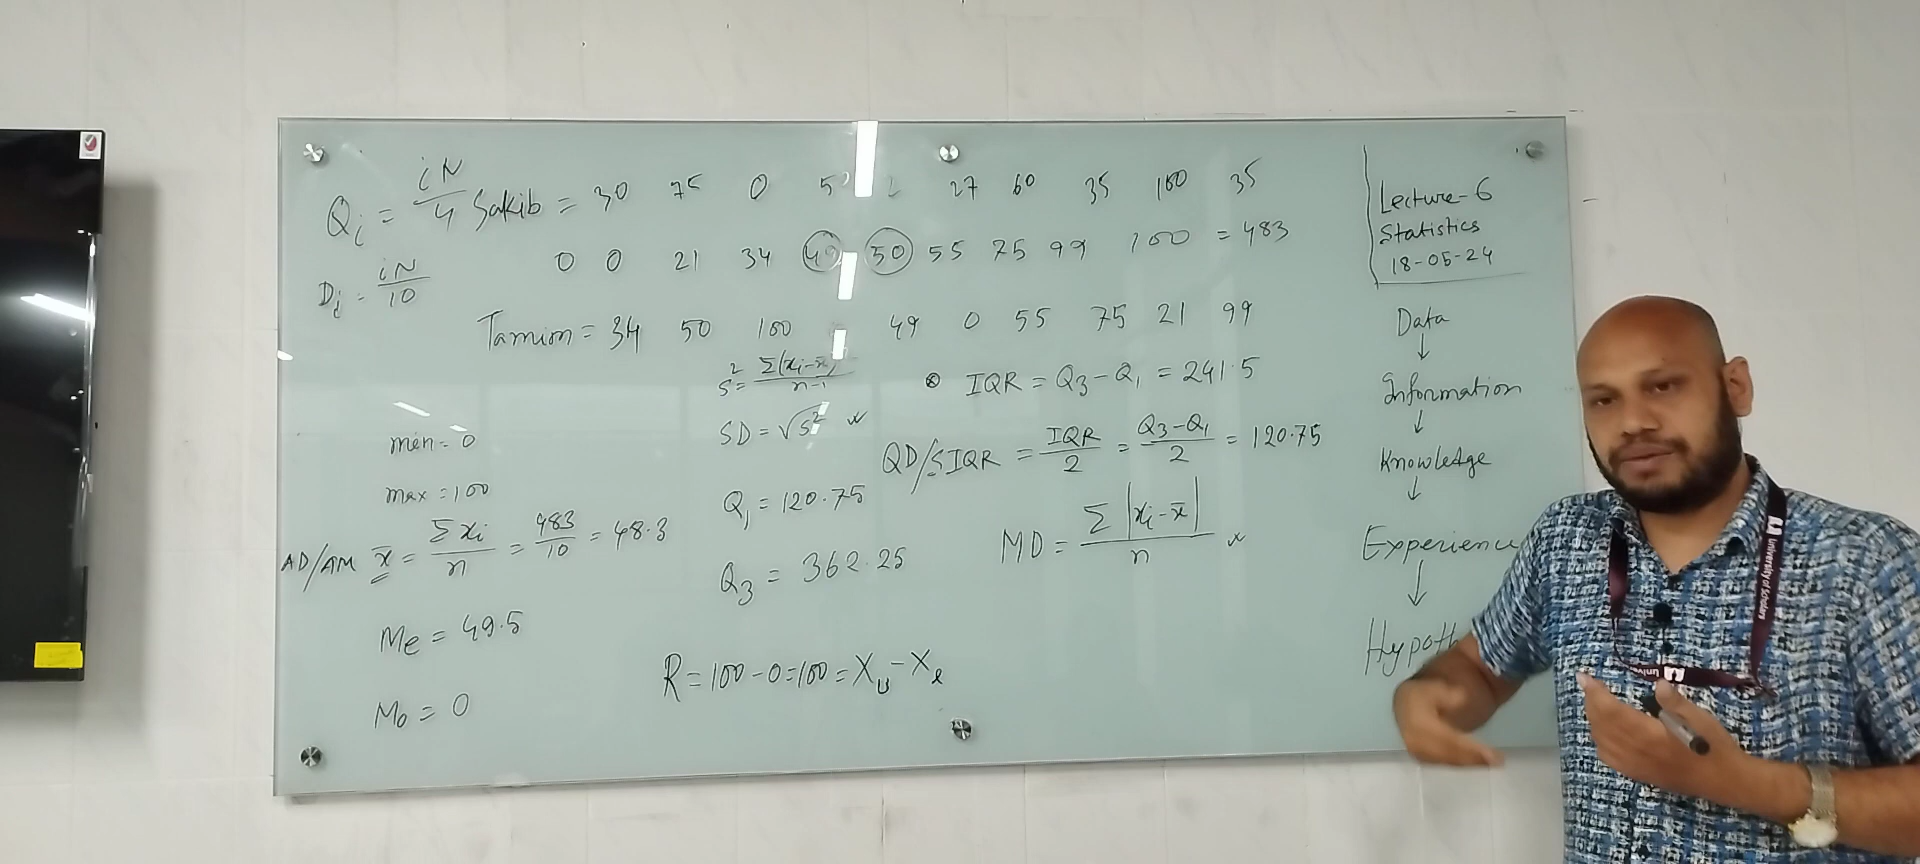 Qi = iN/4
Sakib = 30 75 0 27 60 35 100 35
0 0 21 34 49 50 55 75 99 100 = 483
Di = iN/10
Tamim = 34 50 100 49 0 55 75 21 99
S² = Σ(xi-x̄)/n-1
SD = √S²
IQR = Q3 - Q1 = 241.5
QD/SIQR = IQR/2 = Q3-Q1/2 = 120.75
min = 0
max = 100
AD/AM x̄ = Σxi/n = 483/10 = 48.3
Me = 49.5
Mo = 0
Q1 = 120.75
Q3 = 362.25
MD = Σ|xi-x̄|/n
R = 100-0=100 = Xu - Xl
Lecture-6
Statistics
18-05-24
Data
↓
Information
↓
Knowledge
↓
Experience
↓
University of Scholars